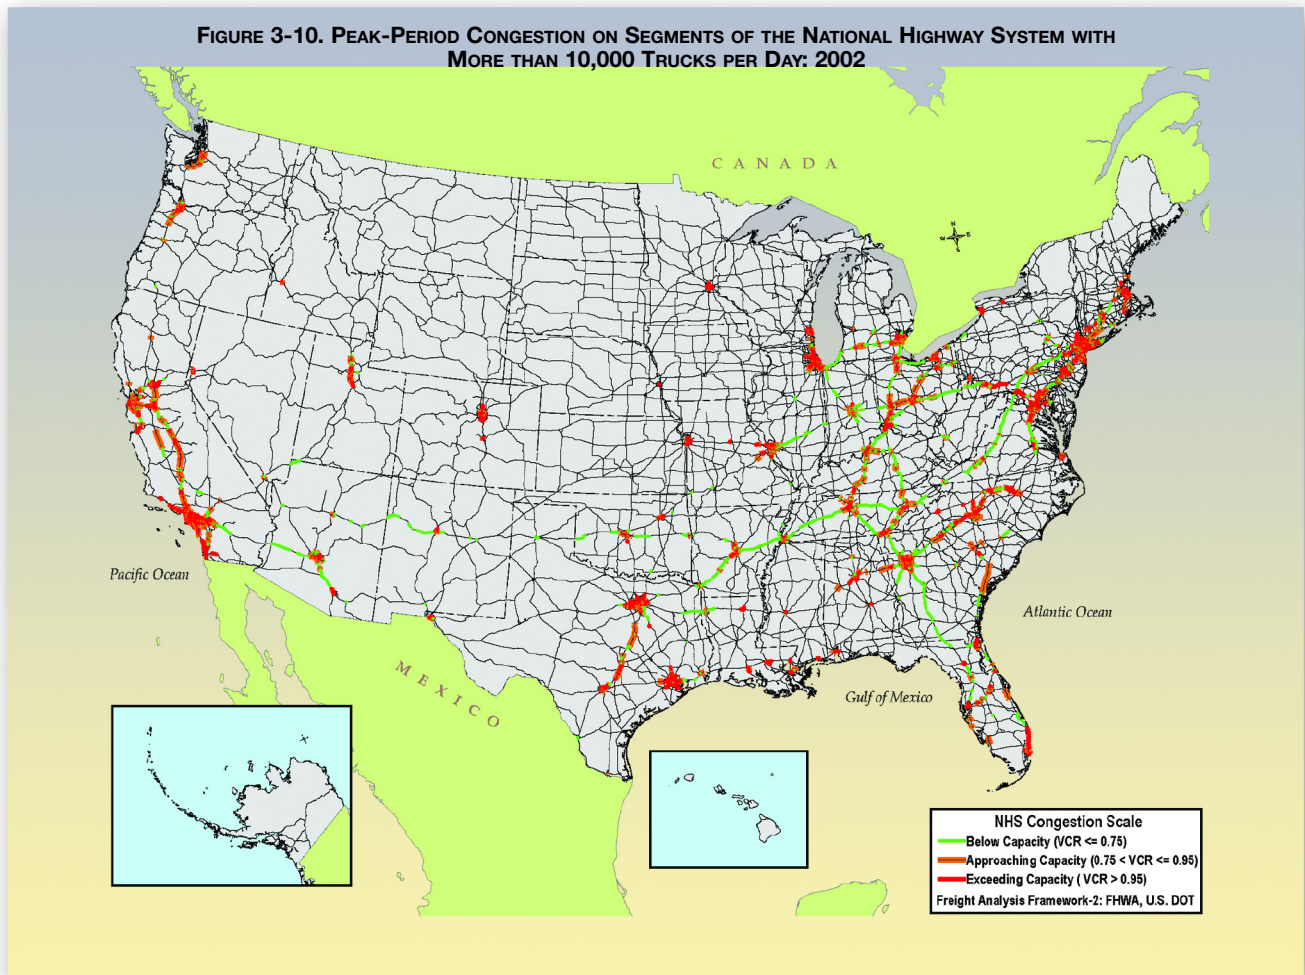 FIGURE 3-10. PEAK-PERIOD CONGESTION ON SEGMENTS OF THE NATIONAL HIGHWAY SYSTEM WITH
MORE THAN 10,000 TRUCKS PER DAY: 2002
CANADA
N
W E
S
Pacific Ocean
Atlantic Ocean
MEXICO
Gulf of Mexico
NHS Congestion Scale
Below Capacity (VCR <= 0.75)
Approaching Capacity (0.75 < VCR <= 0.95)
Exceeding Capacity ( VCR > 0.95)
Freight Analysis Framework-2: FHWA, U.S. DOT